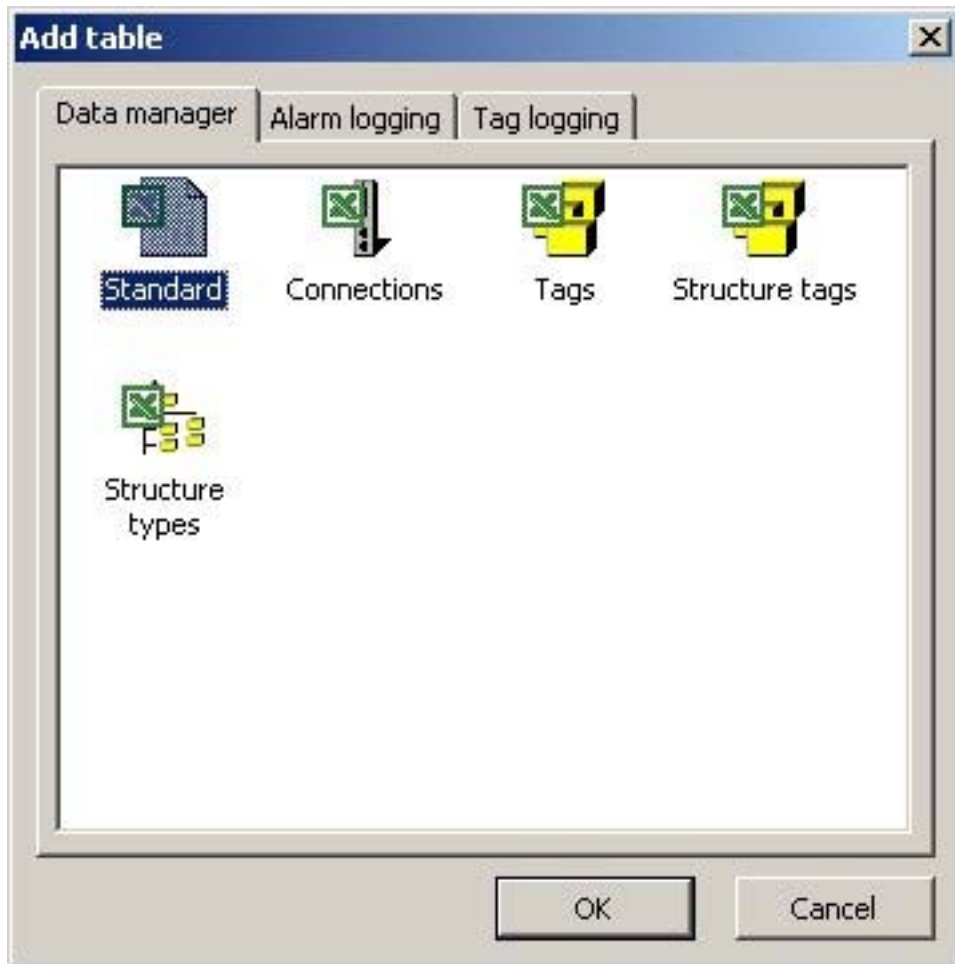 Add table
Data manager
Alarm logging
Tag logging
Standard
Connections
Tags
Structure tags
Structure
types
OK
Cancel